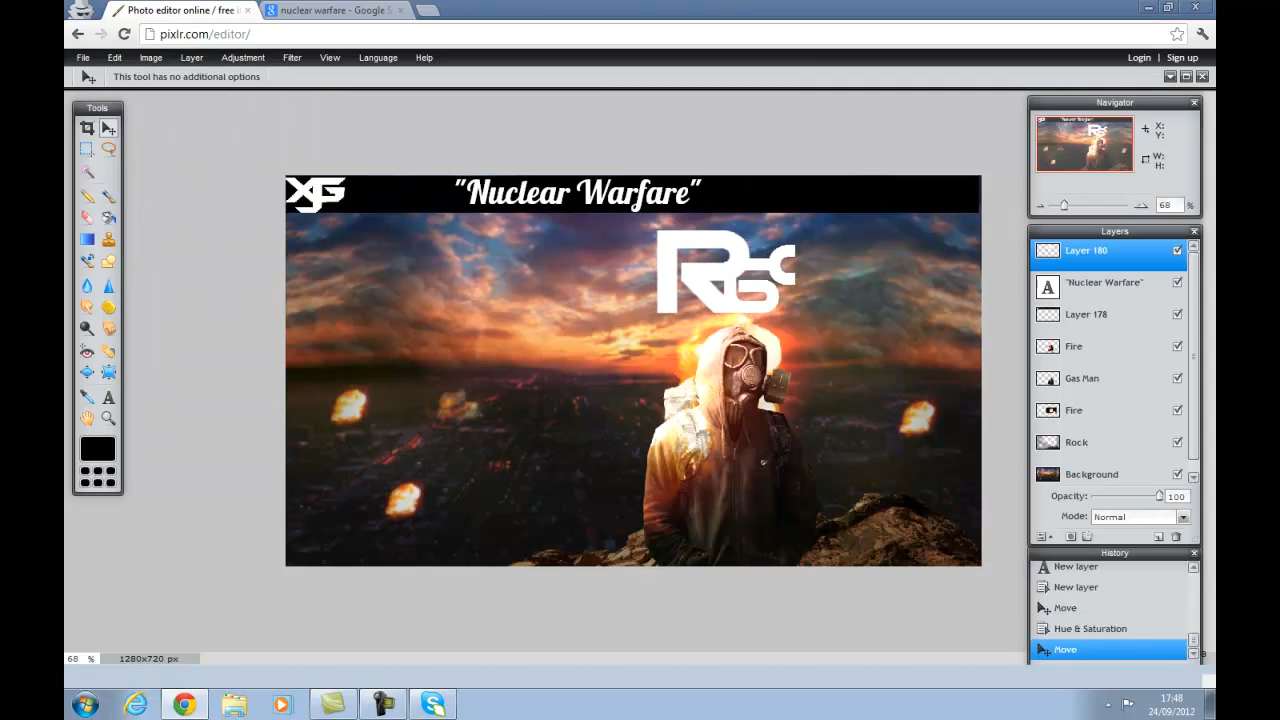 Photo editor online / free i
nuclear warfare - Google S
pixlr.com/editor/
File Edit Image Layer Adjustment Filter View Language Help
Login | Sign up
This tool has no additional options
Tools
Navigator
X:
Y:
W:
H:
68 %
XJG
"Nuclear Warfare"
Layers
Layer 180
A "Nuclear Warfare"
Layer 178
Fire
Gas Man
Fire
Rock
Background
Opacity: 100
Mode: Normal
History
A New layer
New layer
Move
Hue & Saturation
Move
A
68 % 1280x720 px
17:48
24/09/2012